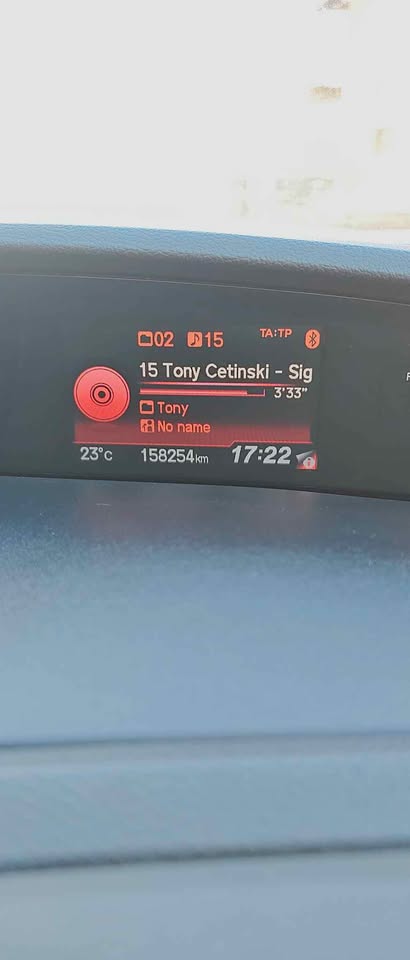 02 15 TA:TP
15 Tony Cetinski - Sig
3'33"
Tony
No name
23°C 158254km 17:22